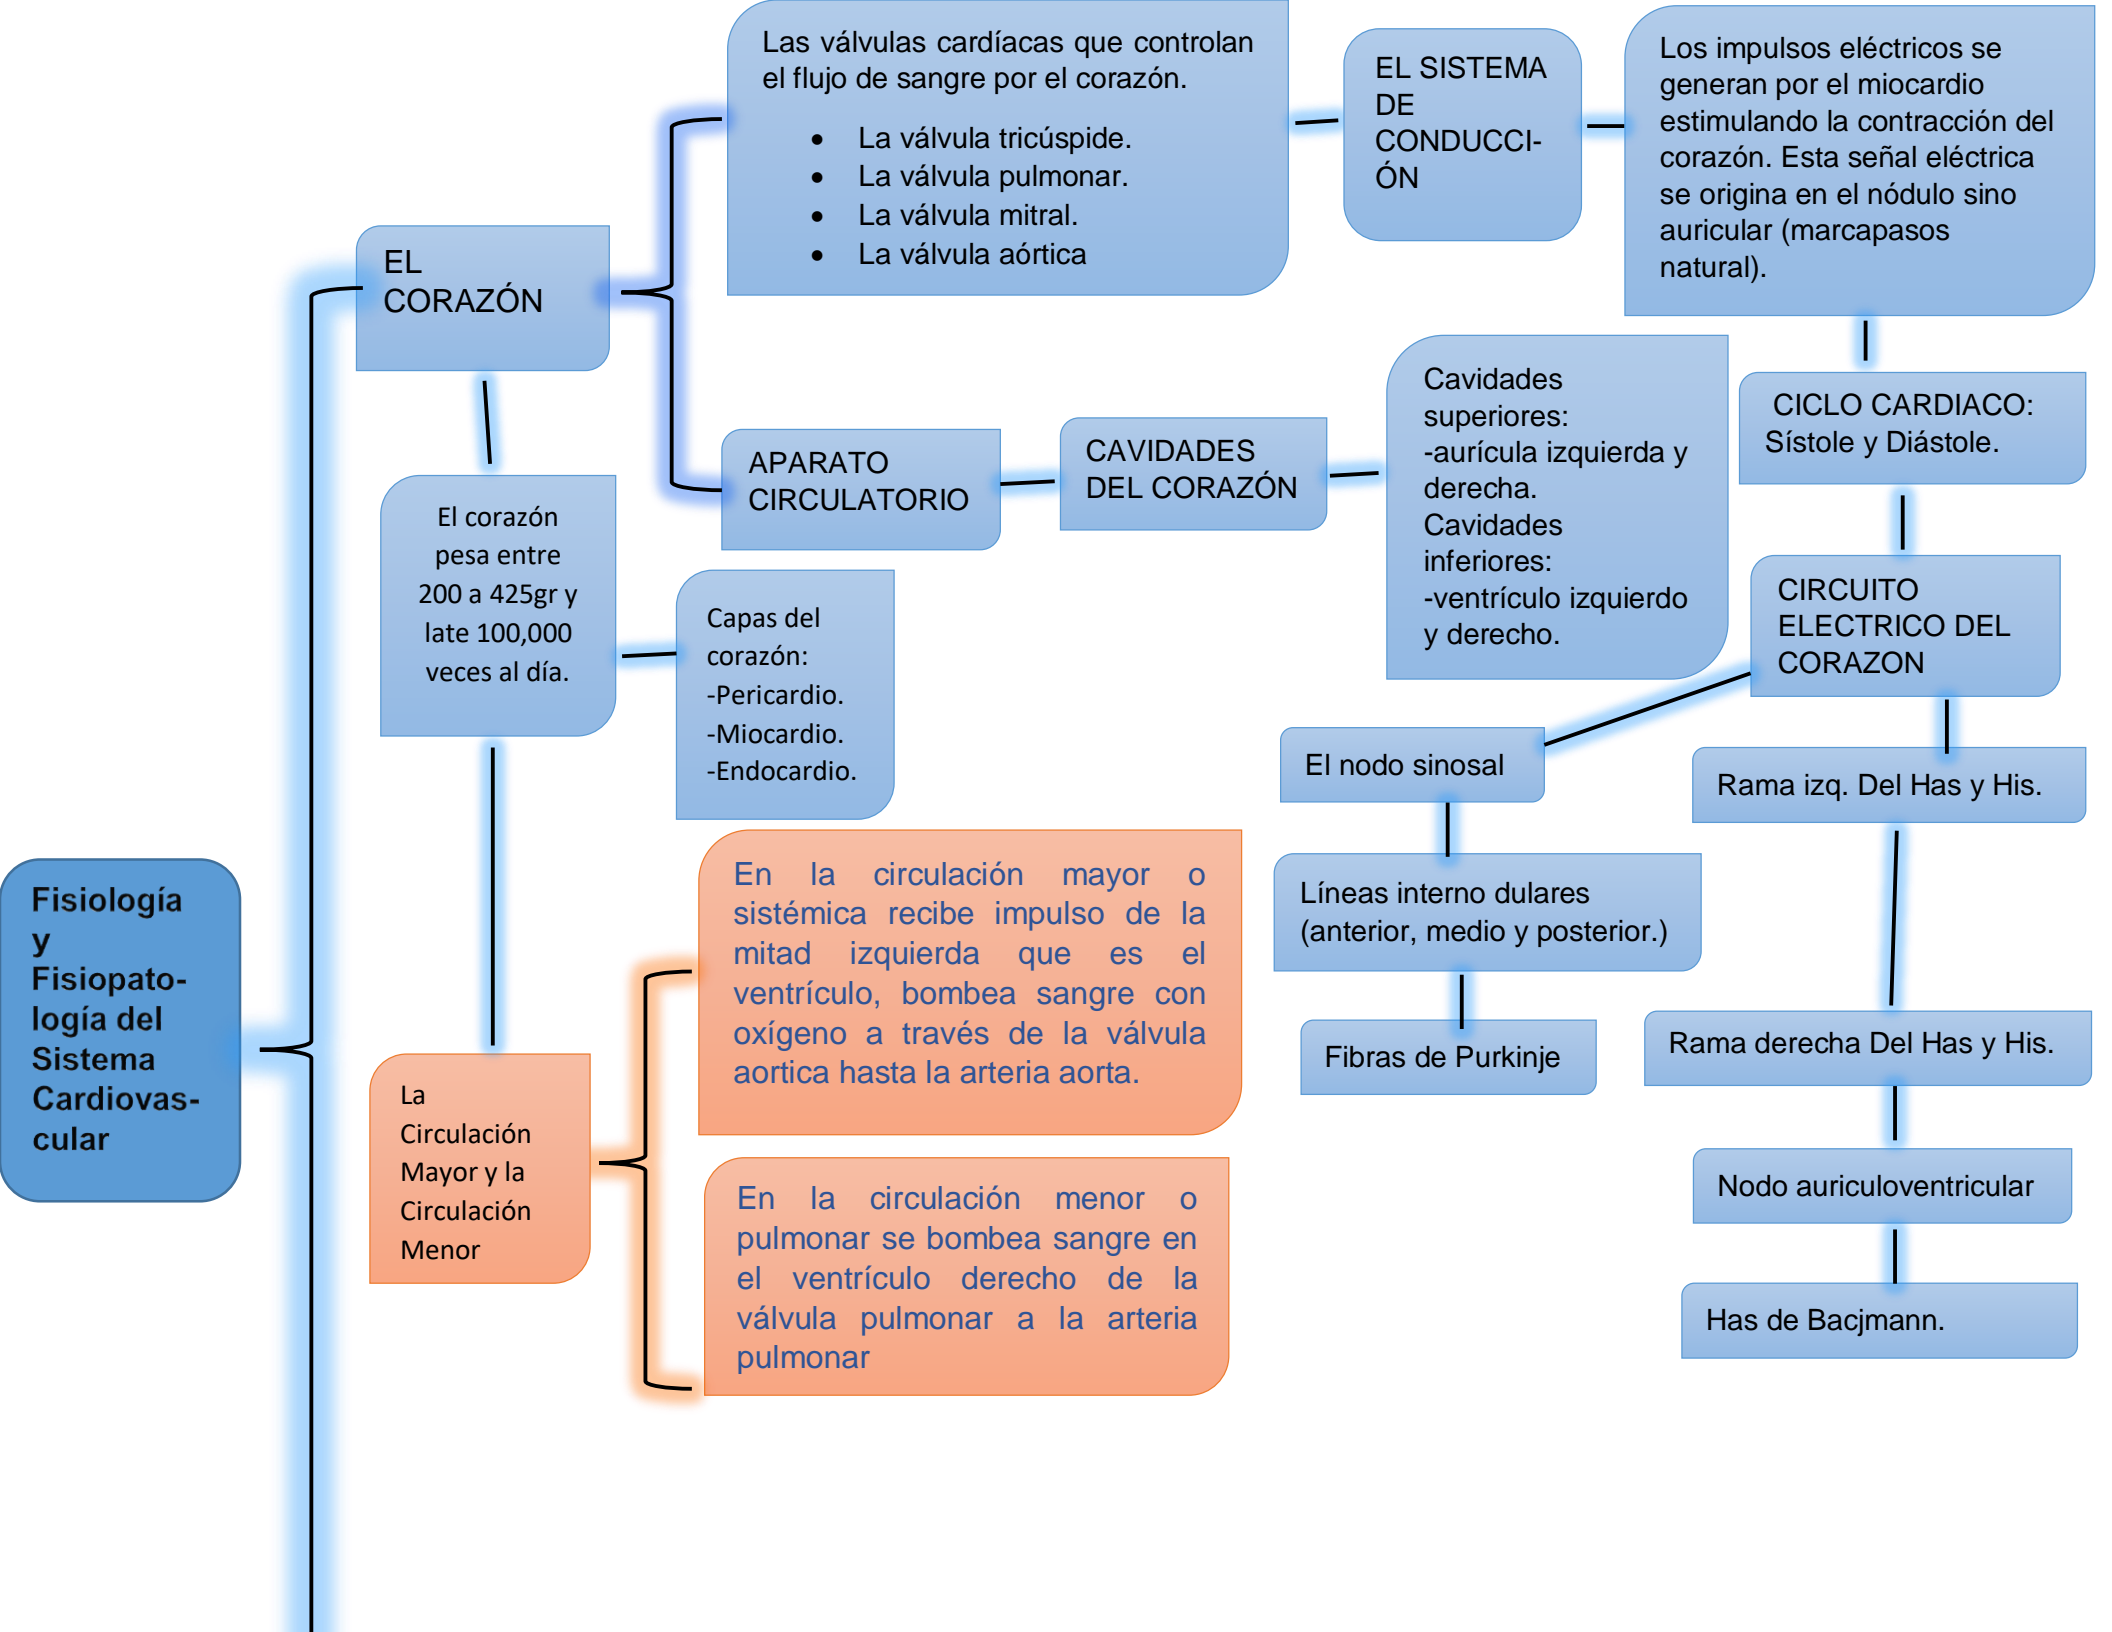 Fisiología
y
Fisiopato-
logía del
Sistema
Cardiovas-
cular
EL
CORAZÓN
Las válvulas cardíacas que controlan
el flujo de sangre por el corazón.
• La válvula tricúspide.
• La válvula pulmonar.
• La válvula mitral.
• La válvula aórtica
EL SISTEMA
DE
CONDUCCI-
ÓN
Los impulsos eléctricos se
generan por el miocardio
estimulando la contracción del
corazón. Esta señal eléctrica
se origina en el nódulo sino
auricular (marcapasos
natural).
APARATO
CIRCULATORIO
CAVIDADES
DEL CORAZÓN
Cavidades
superiores:
-aurícula izquierda y
derecha.
Cavidades
inferiores:
-ventrículo izquierdo
y derecho.
CICLO CARDIACO:
Sístole y Diástole.
CIRCUITO
ELECTRICO DEL
CORAZON
El nodo sinosal
Líneas interno dulares
(anterior, medio y posterior.)
Fibras de Purkinje
Rama izq. Del Has y His.
Rama derecha Del Has y His.
Nodo auriculoventricular
Has de Bacjmann.
El corazón
pesa entre
200 a 425gr y
late 100,000
veces al día.
Capas del
corazón:
-Pericardio.
-Miocardio.
-Endocardio.
La
Circulación
Mayor y la
Circulación
Menor
En la circulación mayor o
sistémica recibe impulso de la
mitad izquierda que es el
ventrículo, bombea sangre con
oxígeno a través de la válvula
aortica hasta la arteria aorta.
En la circulación menor o
pulmonar se bombea sangre en
el ventrículo derecho de la
válvula pulmonar a la arteria
pulmonar